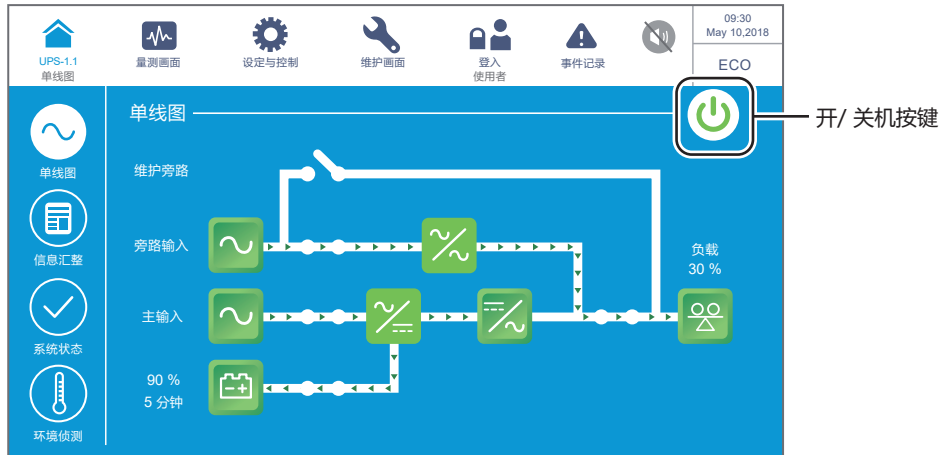 UPS-1.1
单线图
量测画面
设定与控制
维护画面
登入
使用者
事件记录
09:30
May 10,2018
ECO
单线图
信息汇整
系统状态
环境侦测
单线图
维护旁路
旁路输入
主输入
90 %
5 分钟
负载
30 %
开/ 关机按键